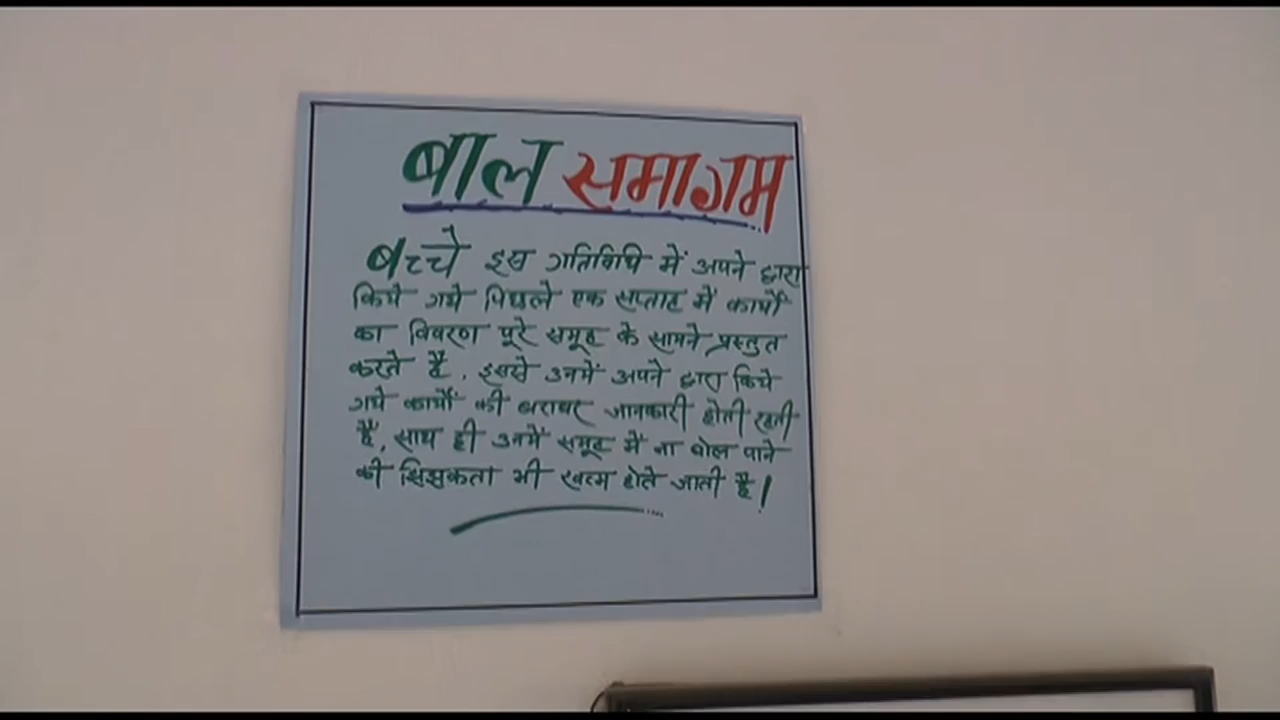 बाल समागम
बच्चे इस गतिविधि में अपने द्वारा
किये गये पिछले एक सप्ताह में कार्यों
का विवरण पूरे समूह के सामने प्रस्तुत
करते है, इससे उनमें अपने द्वारा किये
गये कार्यों की बराबर जानकारी होती रहती
हैं, साथ ही उनमें समूह में ना बोल पाने
की झिझुकता भी खत्म होते जाती है!